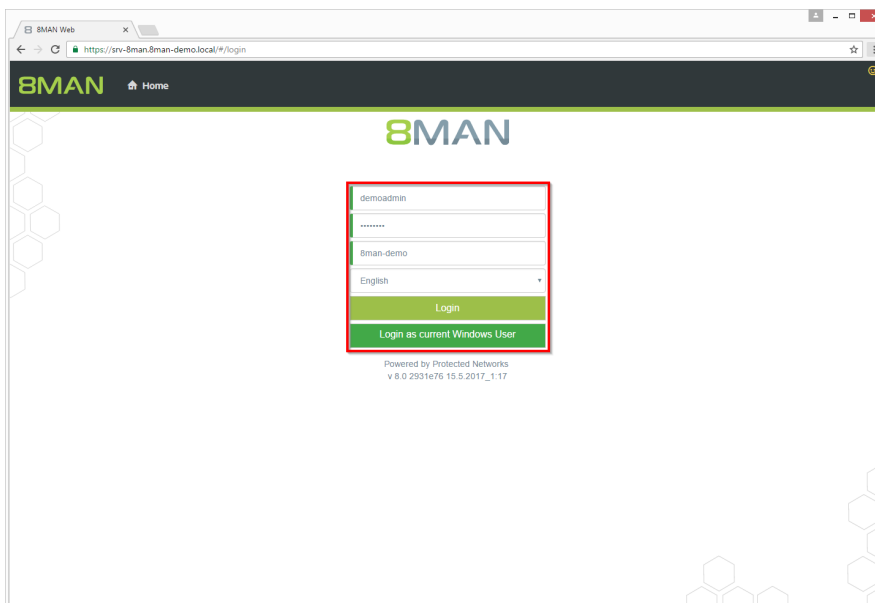 8MAN Web
https://srv-8man.8man-demo.local/#/login
8MAN Home
8MAN
demoadmin
••••••••
8man-demo
English
Login
Login as current Windows User
Powered by Protected Networks
v 8.0 2931e76 15.5.2017_1:17